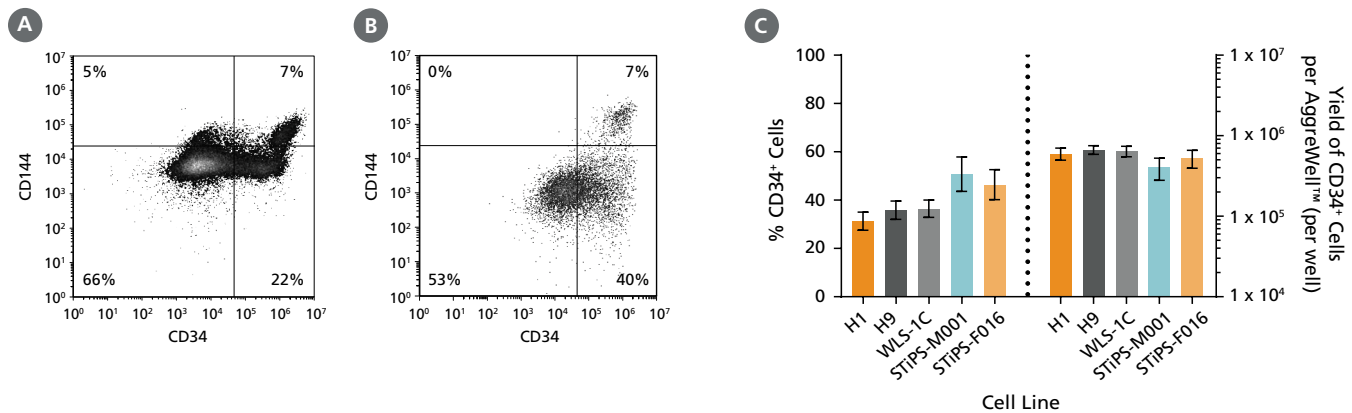 A
B
C
10⁷
10⁶
10⁵
10⁴
10³
10²
10¹
10⁰
5%
7%
66%
22%
CD144
10⁰ 10¹ 10² 10³ 10⁴ 10⁵ 10⁶ 10⁷
CD34
10⁷
10⁶
10⁵
10⁴
10³
10²
10¹
10⁰
0%
7%
53%
40%
CD144
10⁰ 10¹ 10² 10³ 10⁴ 10⁵ 10⁶ 10⁷
CD34
100
80
60
40
20
0
% CD34⁺ Cells
1 x 10⁷
1 x 10⁶
1 x 10⁵
1 x 10⁴
Yield of CD34⁺ Cells
per AggreWell™ (per well)
H1
H9
WLS-1C
STiPS-M001
STiPS-F016
H1
H9
WLS-1C
STiPS-M001
STiPS-F016
Cell Line